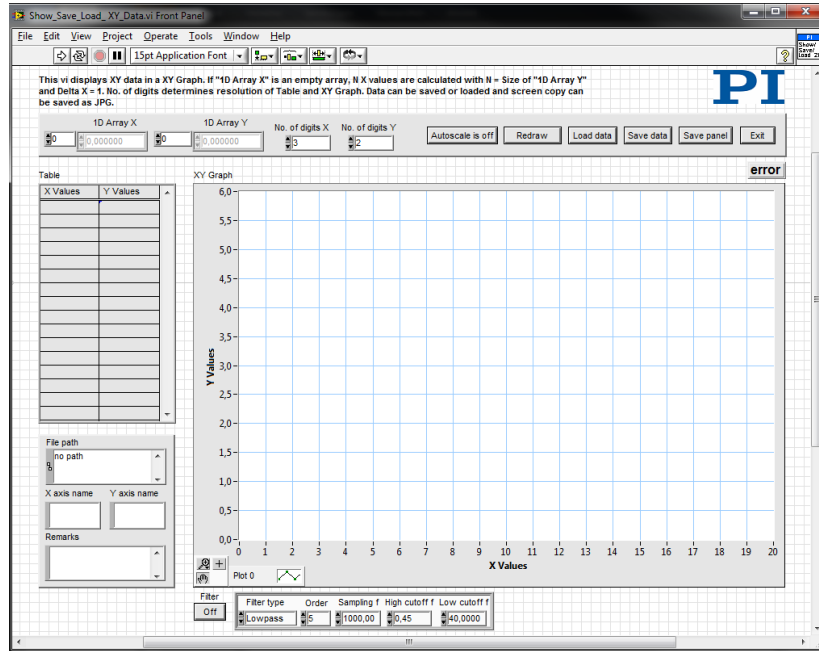 Show_Save_Load_ XY_Data.vi Front Panel
File Edit View Project Operate Tools Window Help
15pt Application Font
PI
Show/
Save/
This vi displays XY data in a XY Graph. If "1D Array X" is an empty array, N X values are calculated with N = Size of "1D Array Y"
and Delta X = 1. No. of digits determines resolution of Table and XY Graph. Data can be saved or loaded and screen copy can
be saved as JPG.
PI
1D Array X 1D Array Y No. of digits X No. of digits Y
0 0,000000 0 0,000000 3 2
Autoscale is off Redraw Load data Save data Save panel Exit
error
Table
X Values Y Values
XY Graph
6,0
5,5
5,0
4,5
4,0
3,5
3,0
2,5
2,0
1,5
1,0
0,5
0,0
Y Values
0 1 2 3 4 5 6 7 8 9 10 11 12 13 14 15 16 17 18 19 20
X Values
Plot 0
File path
no path
X axis name Y axis name
Remarks
Filter
Off
Filter type Order Sampling f High cutoff f Low cutoff f
Lowpass 5 1000,00 0,45 40,0000